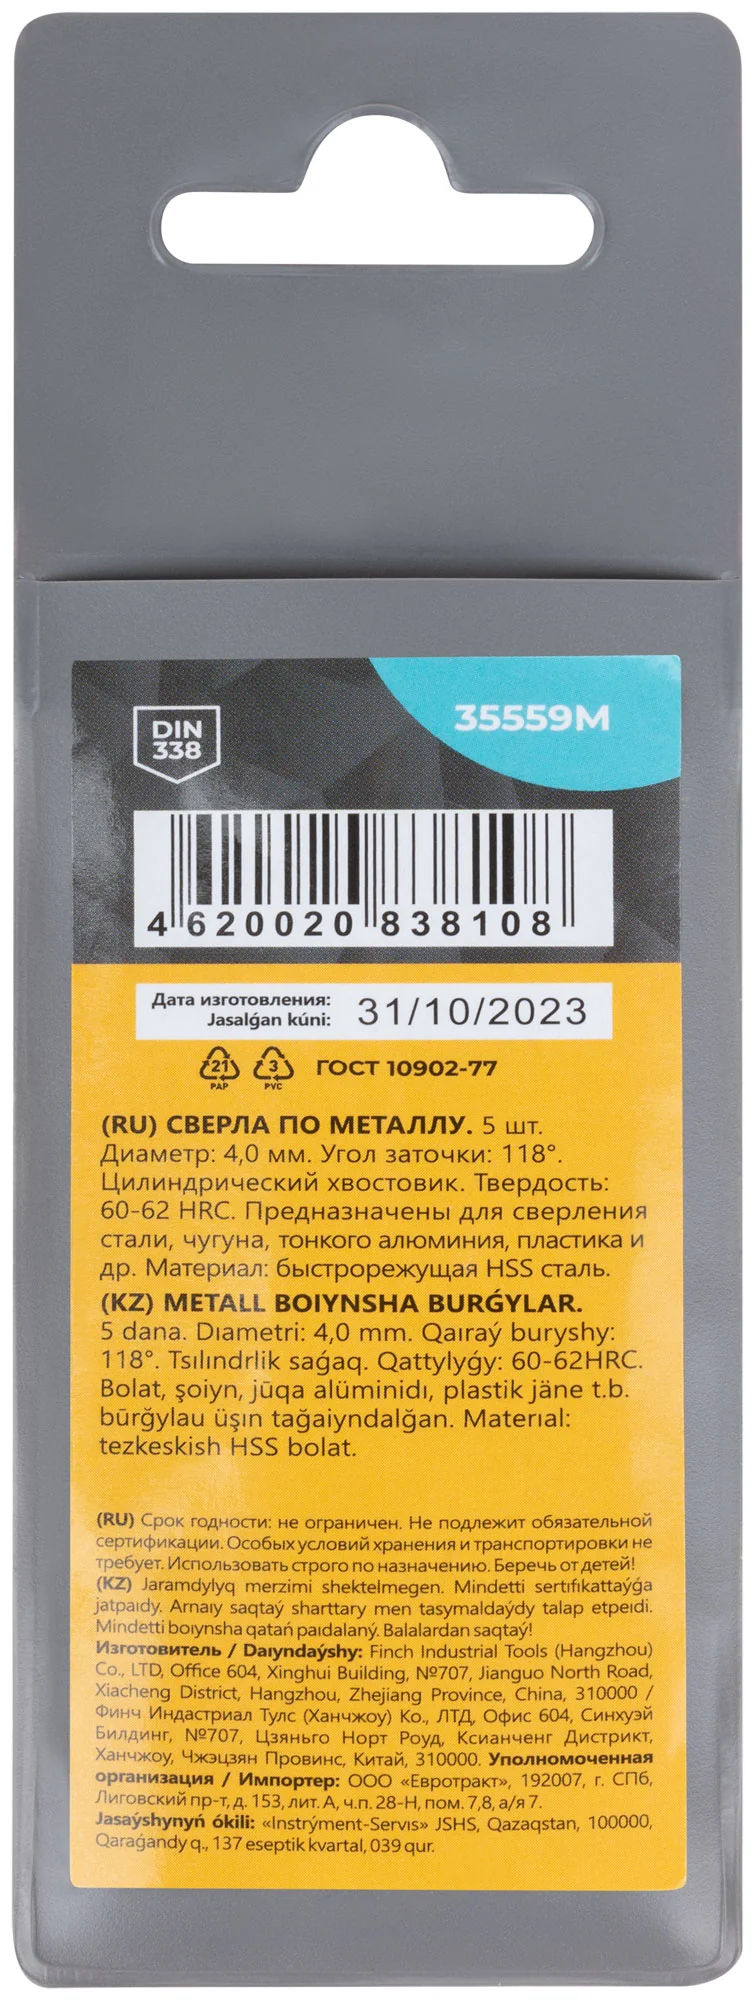 DIN
338
35559М
4 620020 838108
Дата изготовления:
Jasalǵan kúni:
31/10/2023
21
PAP
3
PVC
ГОСТ 10902-77
(RU) СВЕРЛА ПО МЕТАЛЛУ. 5 шт.
Диаметр: 4,0 мм. Угол заточки: 118°.
Цилиндрический хвостовик. Твердость:
60-62 HRC. Предназначены для сверления
стали, чугуна, тонкого алюминия, пластика и
др. Материал: быстрорежущая HSS сталь.
(KZ) METALL BOIYNSHA BURǴYLAR.
5 dana. Dıametri: 4,0 mm. Qaıraý buryshy:
118°. Tsılındrlik saǵaq. Qattylyǵy: 60-62HRC.
Bolat, şoiyn, jūqa alüminidı, plastik jäne t.b.
būrğylau üşın tağaiyndalğan. Materıal:
tezkeskish HSS bolat.
(RU) Срок годности: не ограничен. Не подлежит обязательной
сертификации. Особых условий хранения и транспортировки не
требует. Использовать строго по назначению. Беречь от детей!
(KZ) Jaramdylyq merzimi shektelmegen. Mindetti sertıfıkattaýǵa
jatpaıdy. Arnaıy saqtaý sharttary men tasymaldaýdy talap etpeıdi.
Mindetti boıynsha qatań paıdalaný. Balalardan saqtaý!
Изготовитель / Daıyndaýshy: Finch Industrial Tools (Hangzhou)
Co., LTD, Office 604, Xinghui Building, №707, Jianguo North Road,
Xiacheng District, Hangzhou, Zhejiang Province, China, 310000 /
Финч Индастриал Тулс (Ханчжоу) Ко., ЛТД, Офис 604, Синхуэй
Билдинг, №707, Цзяньго Норт Роуд, Ксианченг Дистрикт,
Ханчжоу, Чжэцзян Провинс, Китай, 310000. Уполномоченная
организация / Импортер: ООО «Евротракт», 192007, г. СПб,
Лиговский пр-т, д. 153, лит. А, ч.п. 28-Н, пом. 7,8, а/я 7.
Jasaýshynyń ókili: «Instrýment-Servıs» JSHS, Qazaqstan, 100000,
Qaraǵandy q., 137 eseptik kvartal, 039 qur.